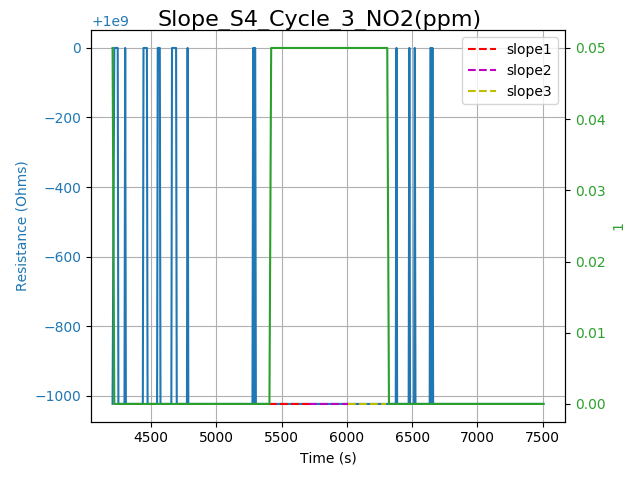 Slope_S4_Cycle_3_NO2(ppm)
+1e9
0
−200
−400
−600
−800
−1000
Resistance (Ohms)
slope1
slope2
slope3
0.05
0.04
0.03
0.02
0.01
0.00
1
4500 5000 5500 6000 6500 7000 7500
Time (s)